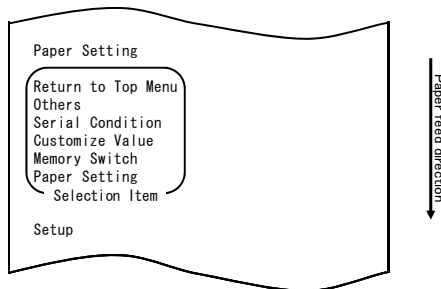 Paper Setting
Return to Top Menu
Others
Serial Condition
Customize Value
Memory Switch
Paper Setting
Selection Item
Setup
Paper feed direction